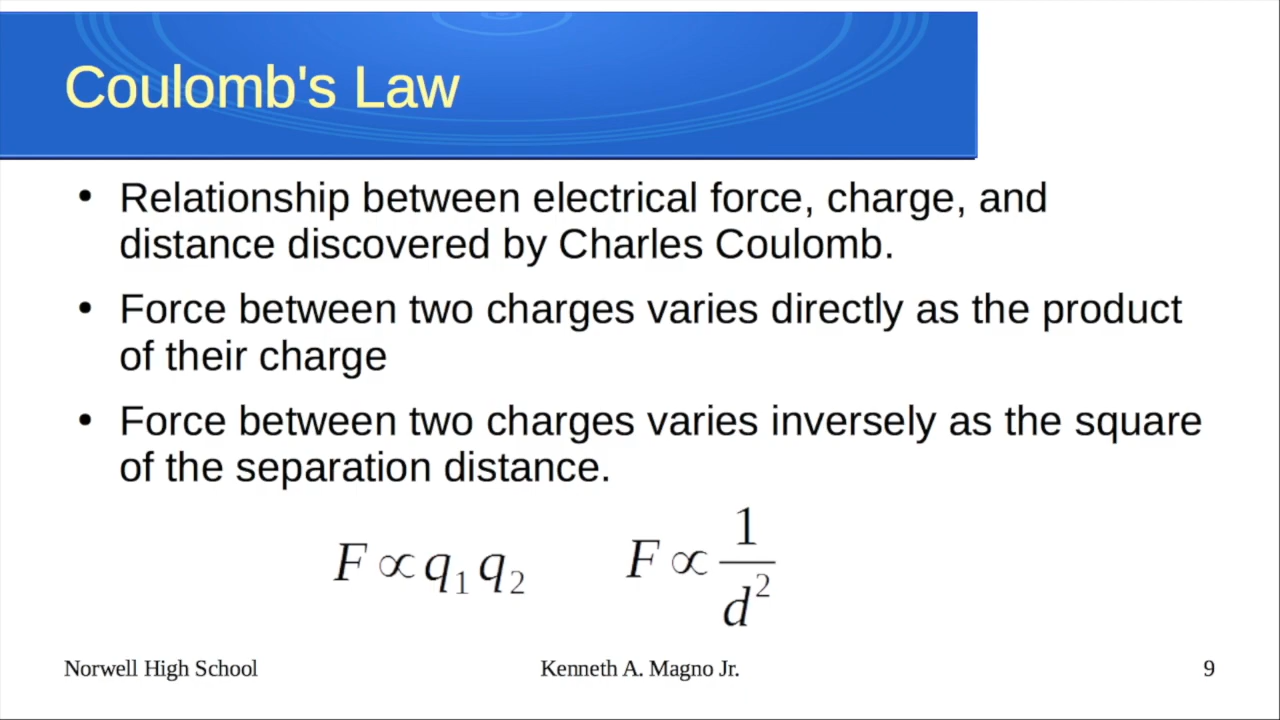 Coulomb's Law
• Relationship between electrical force, charge, and
distance discovered by Charles Coulomb.
• Force between two charges varies directly as the product
of their charge
• Force between two charges varies inversely as the square
of the separation distance.
F ∝ q₁ q₂    F ∝ 1/d²
Norwell High School    Kenneth A. Magno Jr.    9